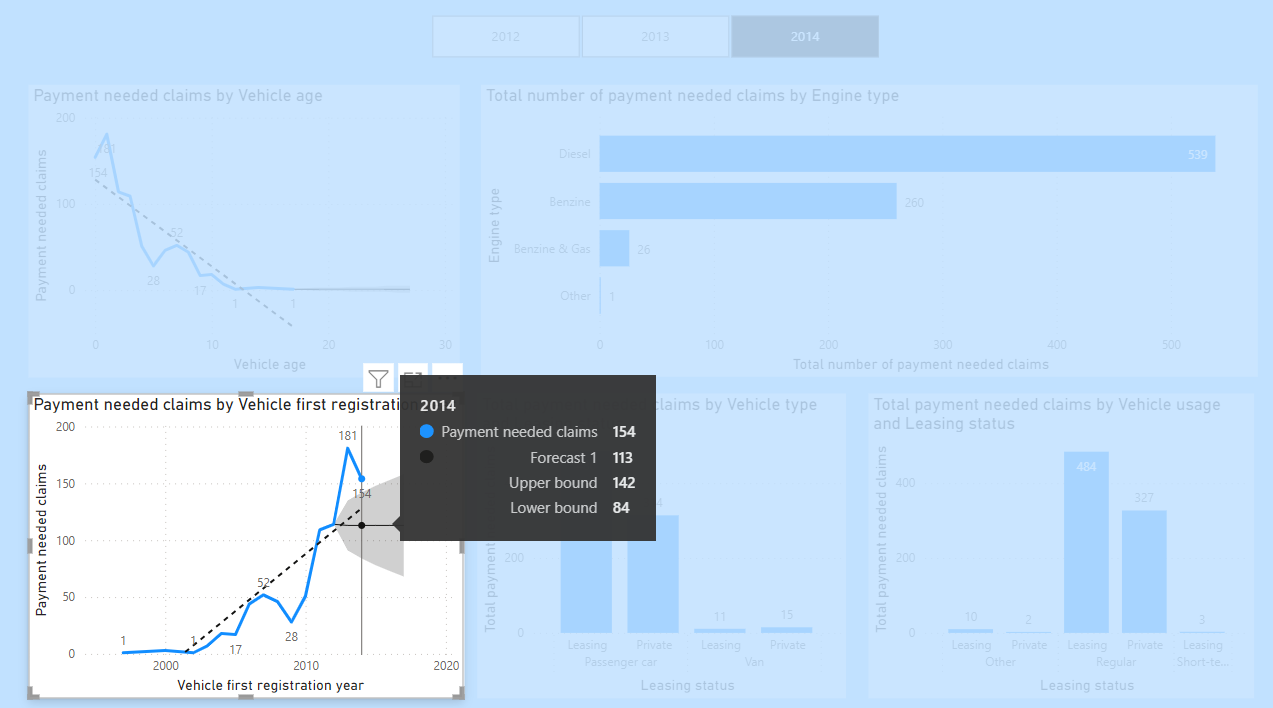 2012
2013
2014
Payment needed claims by Vehicle age
Payment needed claims
200
100
0
181
154
52
28
17
1
1
0
10
20
30
Vehicle age
Total number of payment needed claims by Engine type
Engine type
Diesel
539
Benzine
260
Benzine & Gas
26
Other
1
0
100
200
300
400
500
Total number of payment needed claims
Payment needed claims by Vehicle first registration
Payment needed claims
200
150
100
50
0
181
154
52
28
17
1
1
2000
2010
2020
Vehicle first registration year
2014
Payment needed claims 154
Forecast 1 113
Upper bound 142
Lower bound 84
claims by Vehicle type
Total payment
200
0
4
11
15
Leasing
Private
Leasing
Private
Passenger car
Van
Leasing status
Total payment needed claims by Vehicle usage
and Leasing status
Total payment needed claims
400
200
0
10
2
484
327
3
Leasing
Private
Leasing
Private
Leasing
Other
Regular
Short-te...
Leasing status